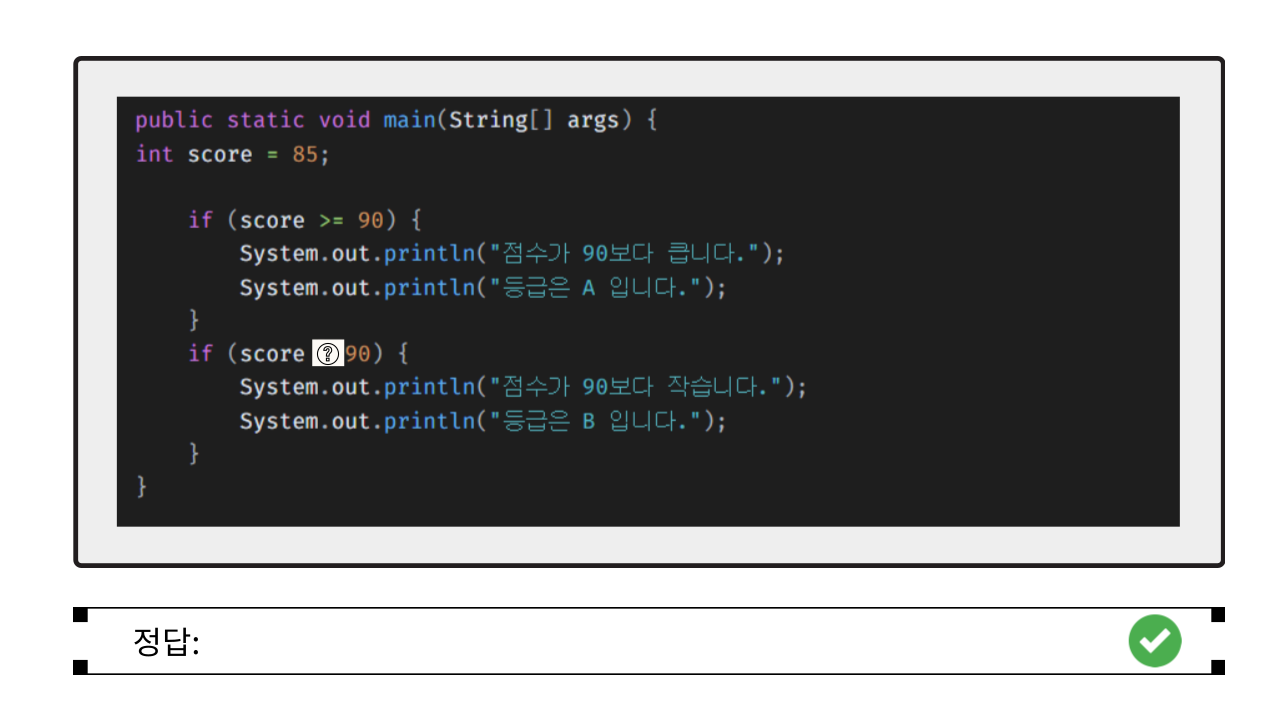 public static void main(String[] args) {
int score = 85;
if (score >= 90) {
System.out.println("점수가 90보다 큽니다.");
System.out.println("등급은 A 입니다.");
}
if (score ? 90) {
System.out.println("점수가 90보다 작습니다.");
System.out.println("등급은 B 입니다.");
}
}
정답: